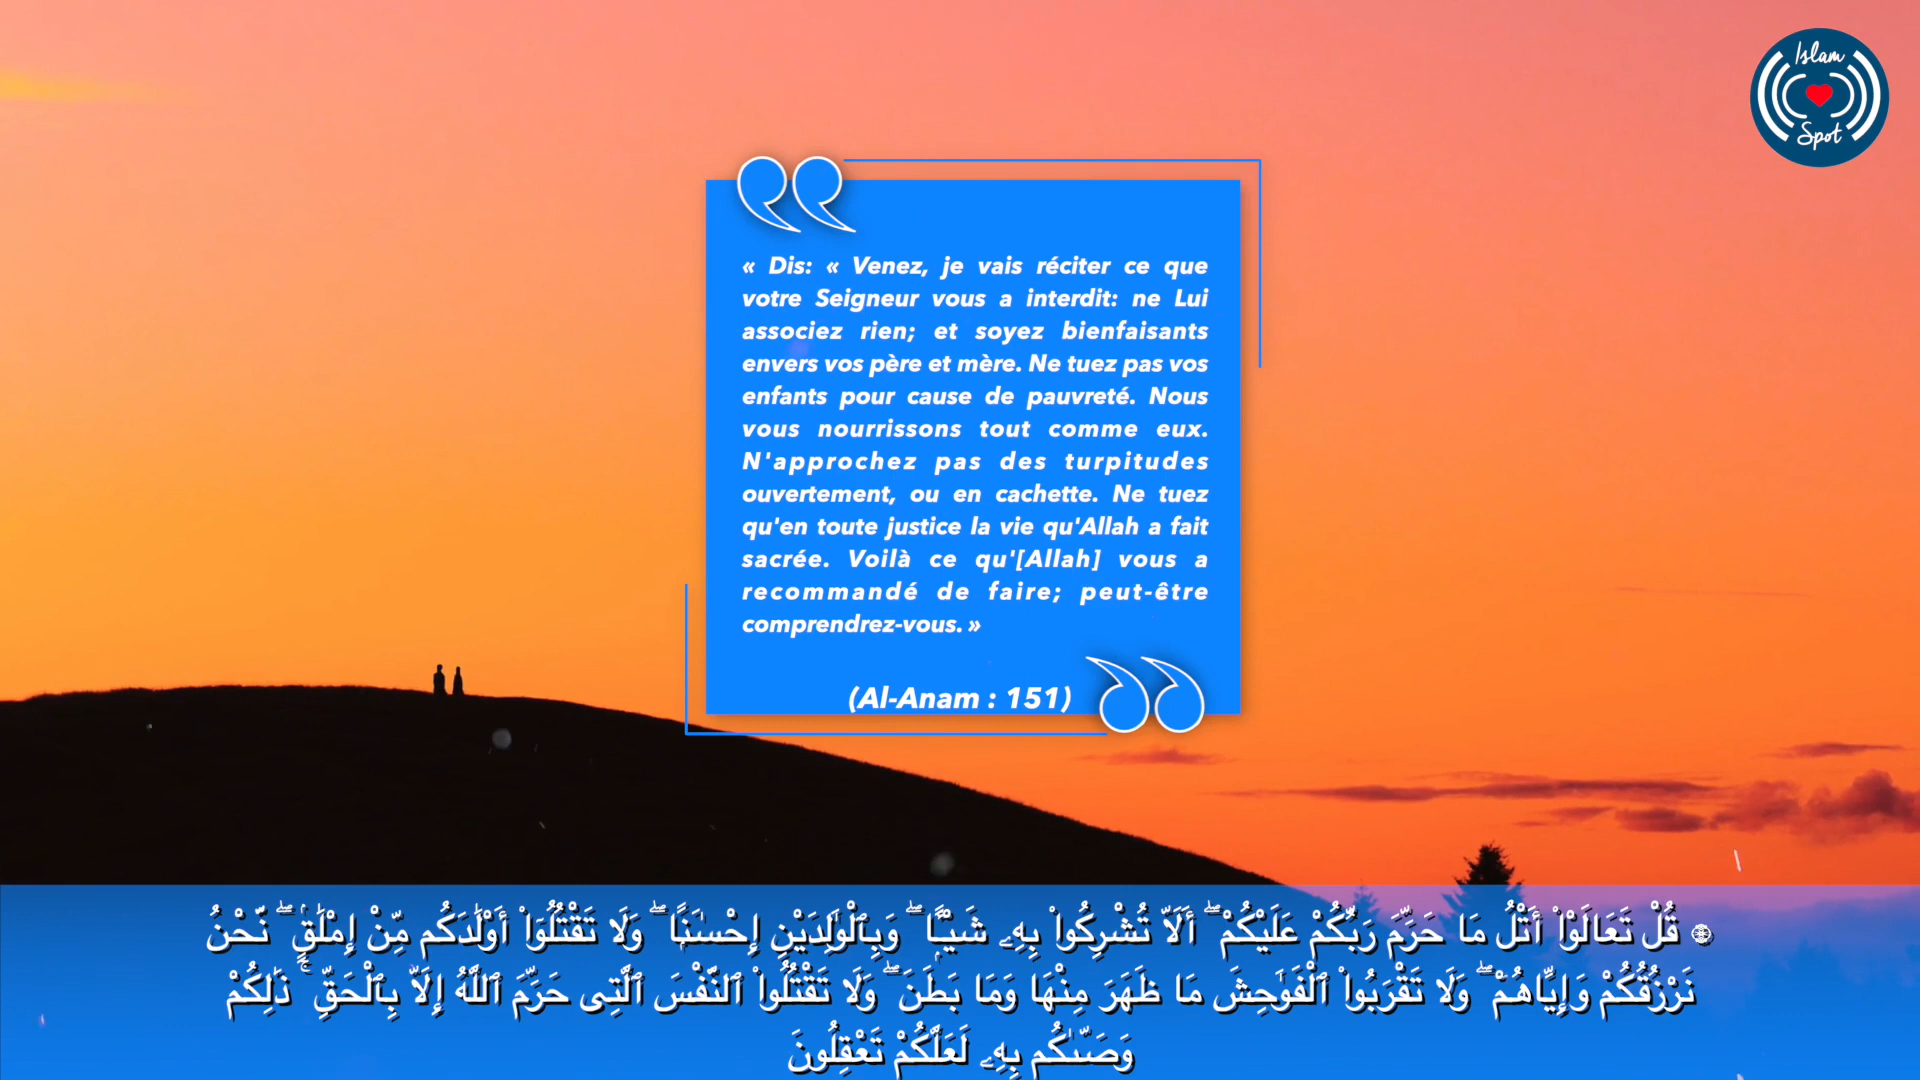 Islam
Spot
« Dis: « Venez, je vais réciter ce que
votre Seigneur vous a interdit: ne Lui
associez rien; et soyez bienfaisants
envers vos père et mère. Ne tuez pas vos
enfants pour cause de pauvreté. Nous
vous nourrissons tout comme eux.
N'approchez pas des turpitudes
ouvertement, ou en cachette. Ne tuez
qu'en toute justice la vie qu'Allah a fait
sacrée. Voilà ce qu'[Allah] vous a
recommandé de faire; peut-être
comprendrez-vous. »
(Al-Anam : 151)
۞ قُلْ تَعَالَوْا۟ أَتْلُ مَا حَرَّمَ رَبُّكُمْ عَلَيْكُمْ ۖ أَلَّا تُشْرِكُوا۟ بِهِۦ شَيْـًٔا ۖ وَبِٱلْوَٰلِدَيْنِ إِحْسَـٰنًا ۖ وَلَا تَقْتُلُوٓا۟ أَوْلَـٰدَكُم مِّنْ إِمْلَـٰقٍ ۖ نَّحْنُ
نَرْزُقُكُمْ وَإِيَّاهُمْ ۖ وَلَا تَقْرَبُوا۟ ٱلْفَوَٰحِشَ مَا ظَهَرَ مِنْهَا وَمَا بَطَنَ ۖ وَلَا تَقْتُلُوا۟ ٱلنَّفْسَ ٱلَّتِى حَرَّمَ ٱللَّهُ إِلَّا بِٱلْحَقِّ ۚ ذَٰلِكُمْ
وَصَّىٰكُم بِهِۦ لَعَلَّكُمْ تَعْقِلُونَ